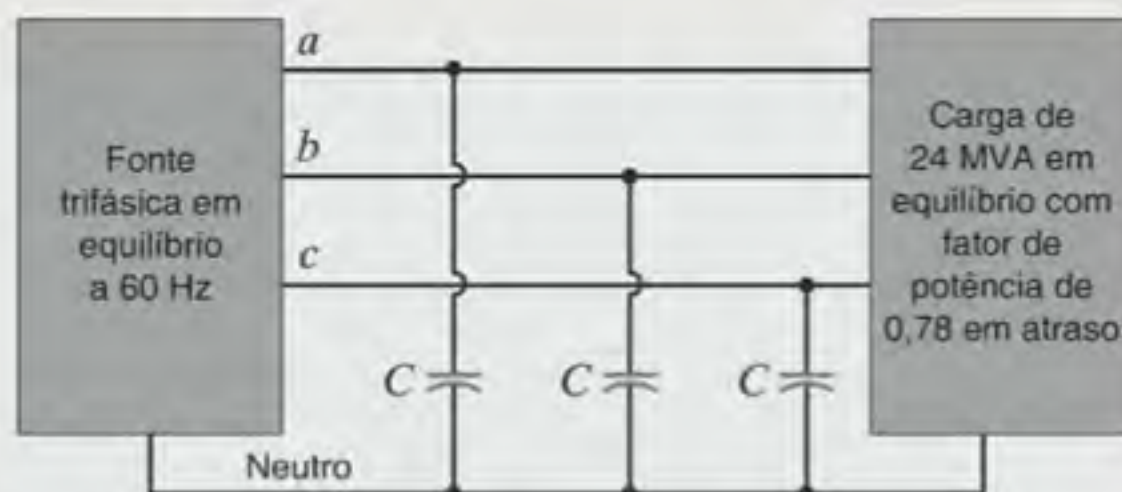 a
b
c
Fonte
trifásica em
equilíbrio
a 60 Hz
Carga de
24 MVA em
equilíbrio com
fator de
potência de
0,78 em atraso
C
C
C
Neutro